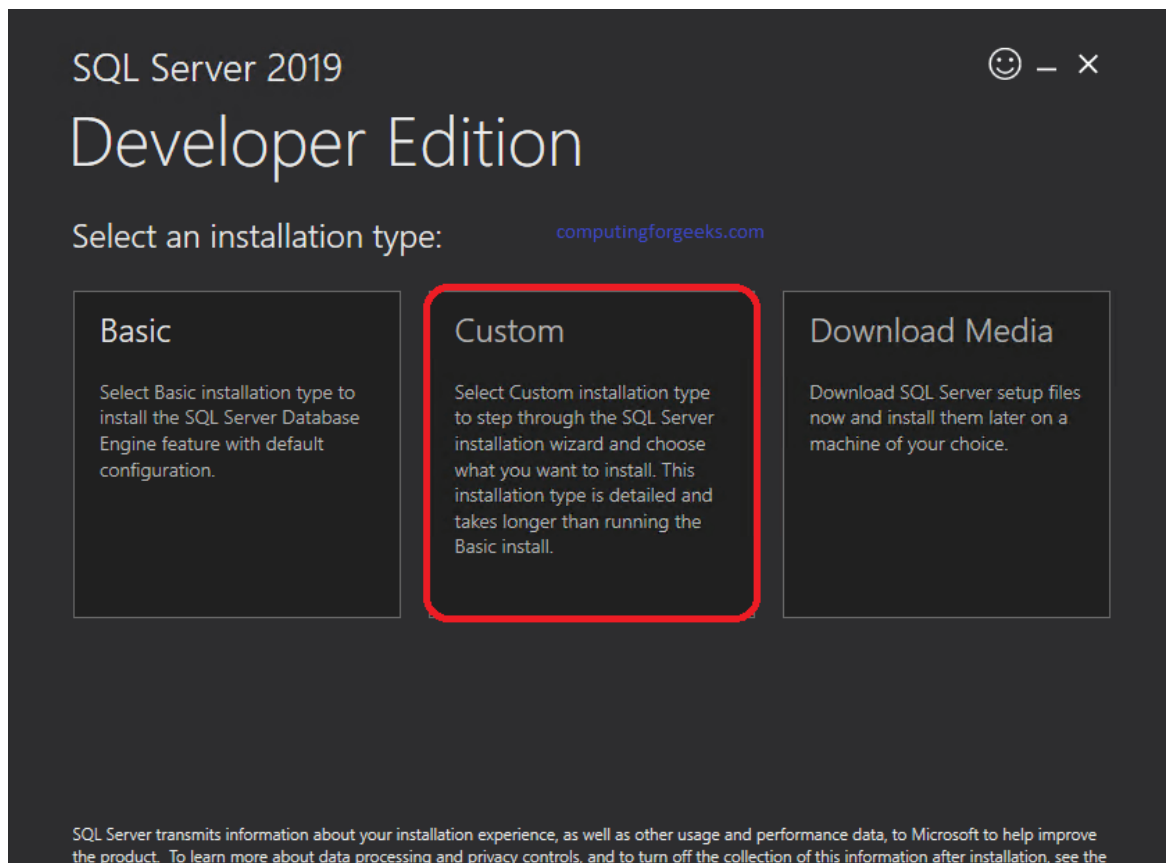 SQL Server 2019
Developer Edition
Select an installation type:
computingforgeeks.com
Basic
Select Basic installation type to
install the SQL Server Database
Engine feature with default
configuration.
Custom
Select Custom installation type
to step through the SQL Server
installation wizard and choose
what you want to install. This
installation type is detailed and
takes longer than running the
Basic install.
Download Media
Download SQL Server setup files
now and install them later on a
machine of your choice.
SQL Server transmits information about your installation experience, as well as other usage and performance data, to Microsoft to help improve
the product. To learn more about data processing and privacy controls, and to turn off the collection of this information after installation, see the